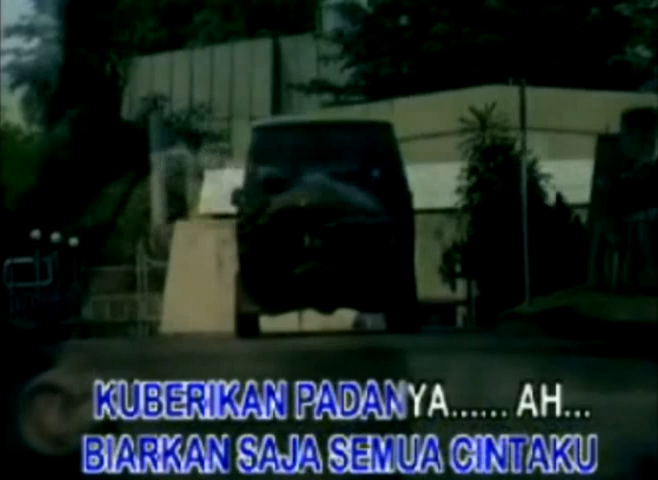 KUBERIKAN PADANYA...... AH...
BIARKAN SAJA SEMUA CINTAKU